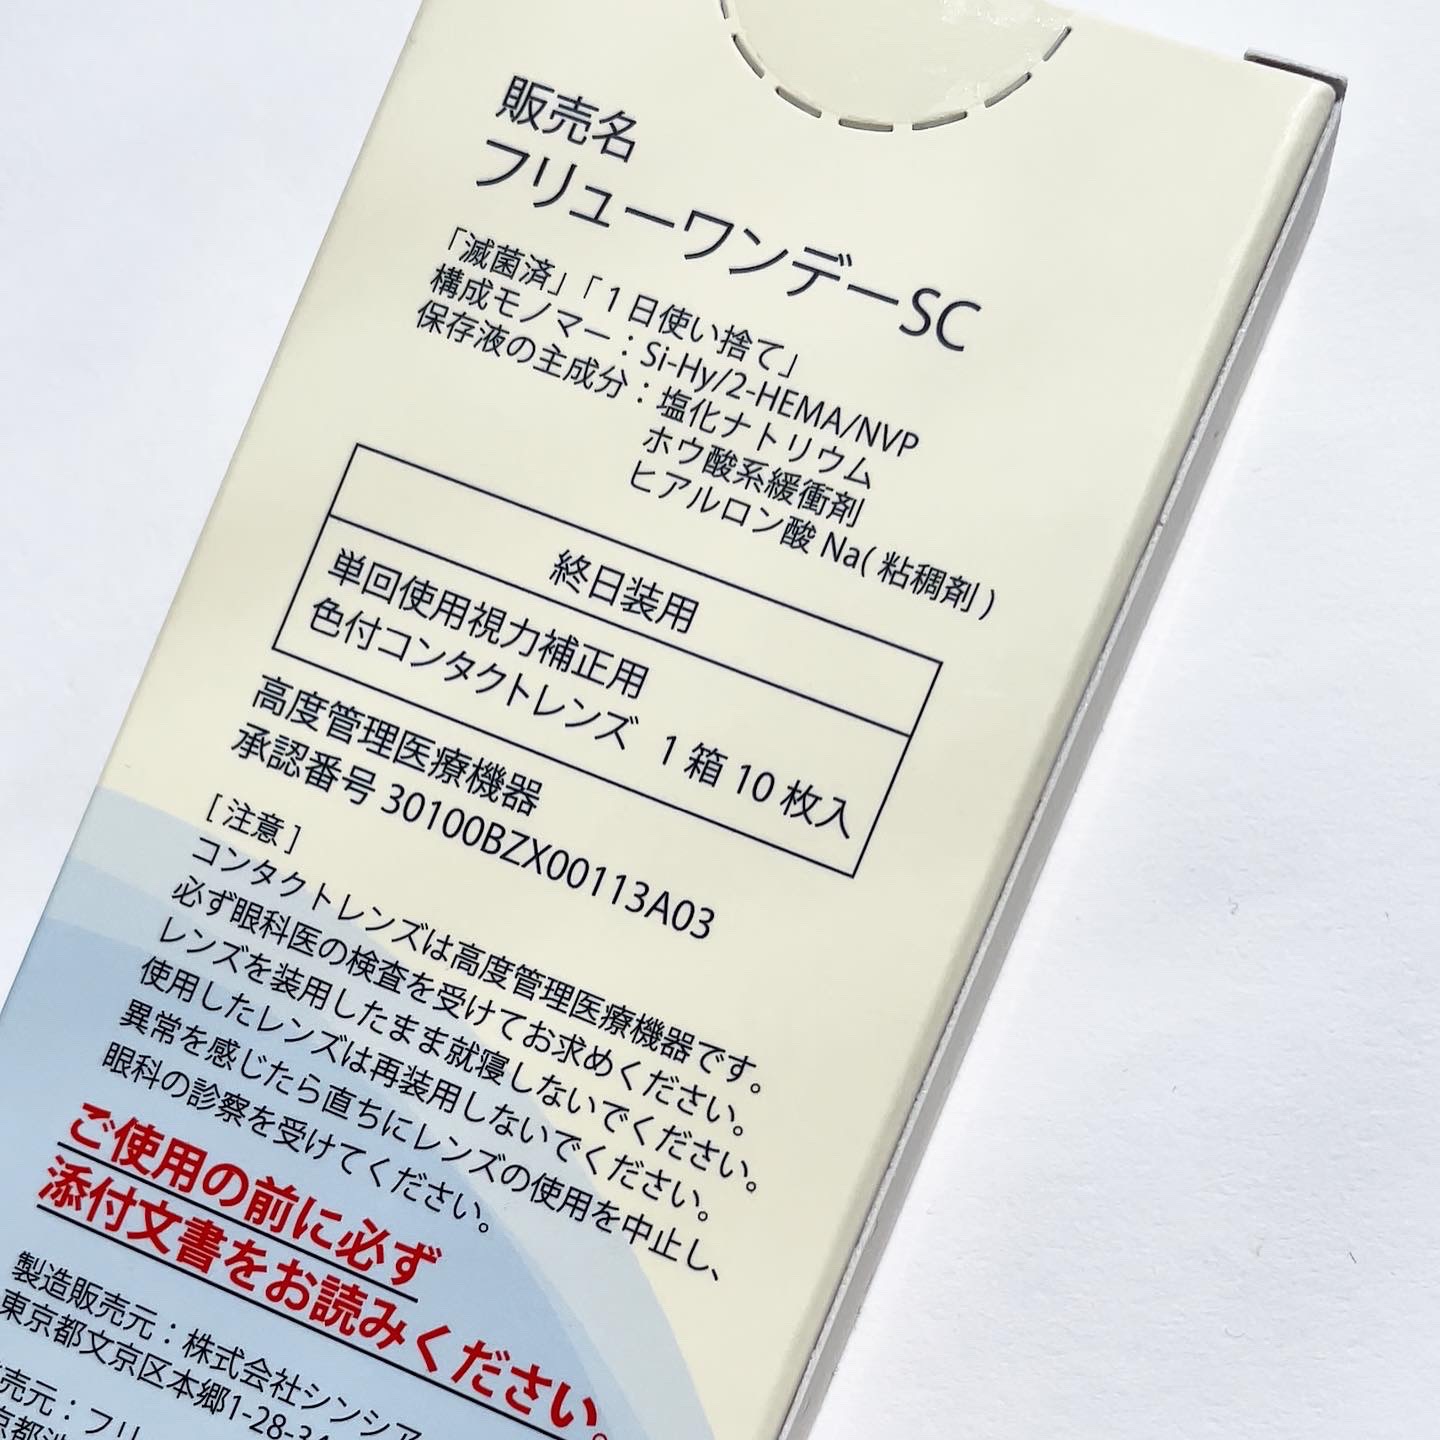 販売名
フリューワンデーSC
「滅菌済」「1日使い捨て」
構成モノマー：Si-Hy/2-HEMA/NVP
保存液の主成分：塩化ナトリウム
ホウ酸系緩衝剤
ヒアルロン酸Na(粘稠剤)
終日装用
単回使用視力補正用
色付コンタクトレンズ 1箱10枚入
高度管理医療機器
承認番号 30100BZX00113A03
[注意]
コンタクトレンズは高度管理医療機器です。
必ず眼科医の検査を受けてお求めください。
レンズを装用したまま就寝しないでください。
使用したレンズは再装用しないでください。
異常を感じたら直ちにレンズの使用を中止し、
眼科の診察を受けてください。
ご使用の前に必ず
添付文書をお読みください。
製造販売元：株式会社シンシア
東京都文京区本郷1-28-34
売元：フリ
京都